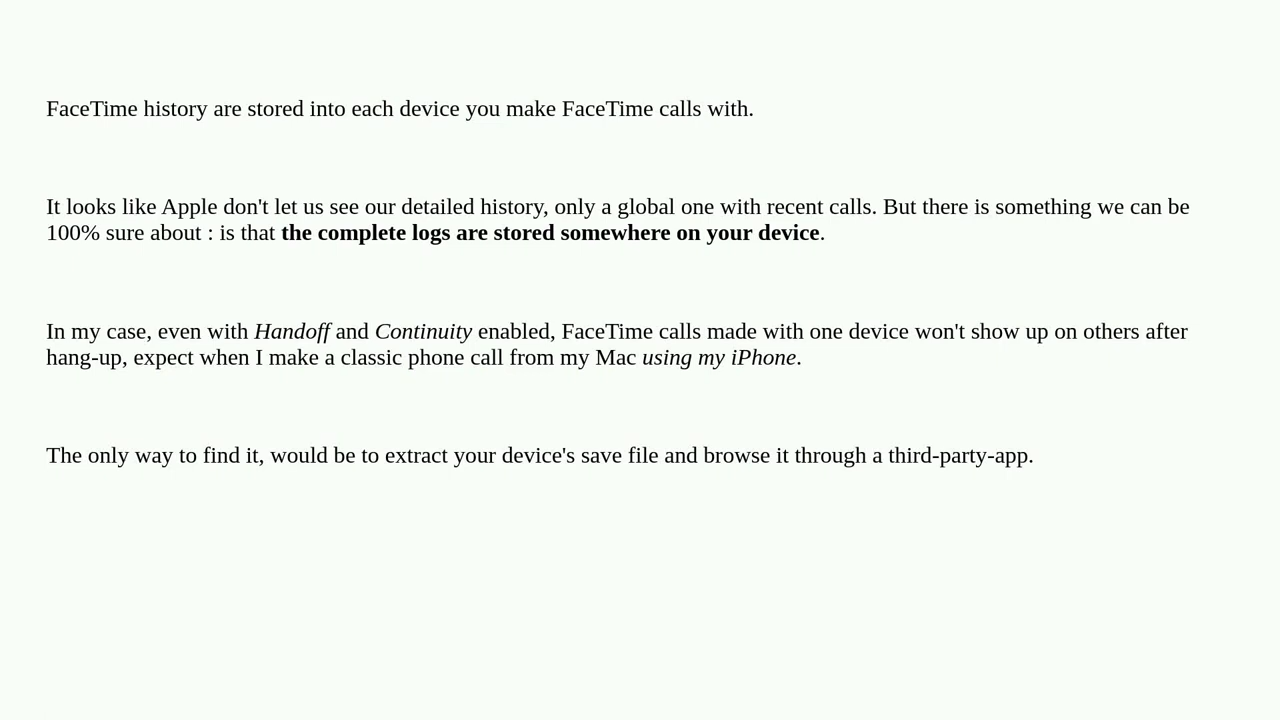 FaceTime history are stored into each device you make FaceTime calls with.
It looks like Apple don't let us see our detailed history, only a global one with recent calls. But there is something we can be
100% sure about : is that the complete logs are stored somewhere on your device.
In my case, even with Handoff and Continuity enabled, FaceTime calls made with one device won't show up on others after
hang-up, expect when I make a classic phone call from my Mac using my iPhone.
The only way to find it, would be to extract your device's save file and browse it through a third-party-app.